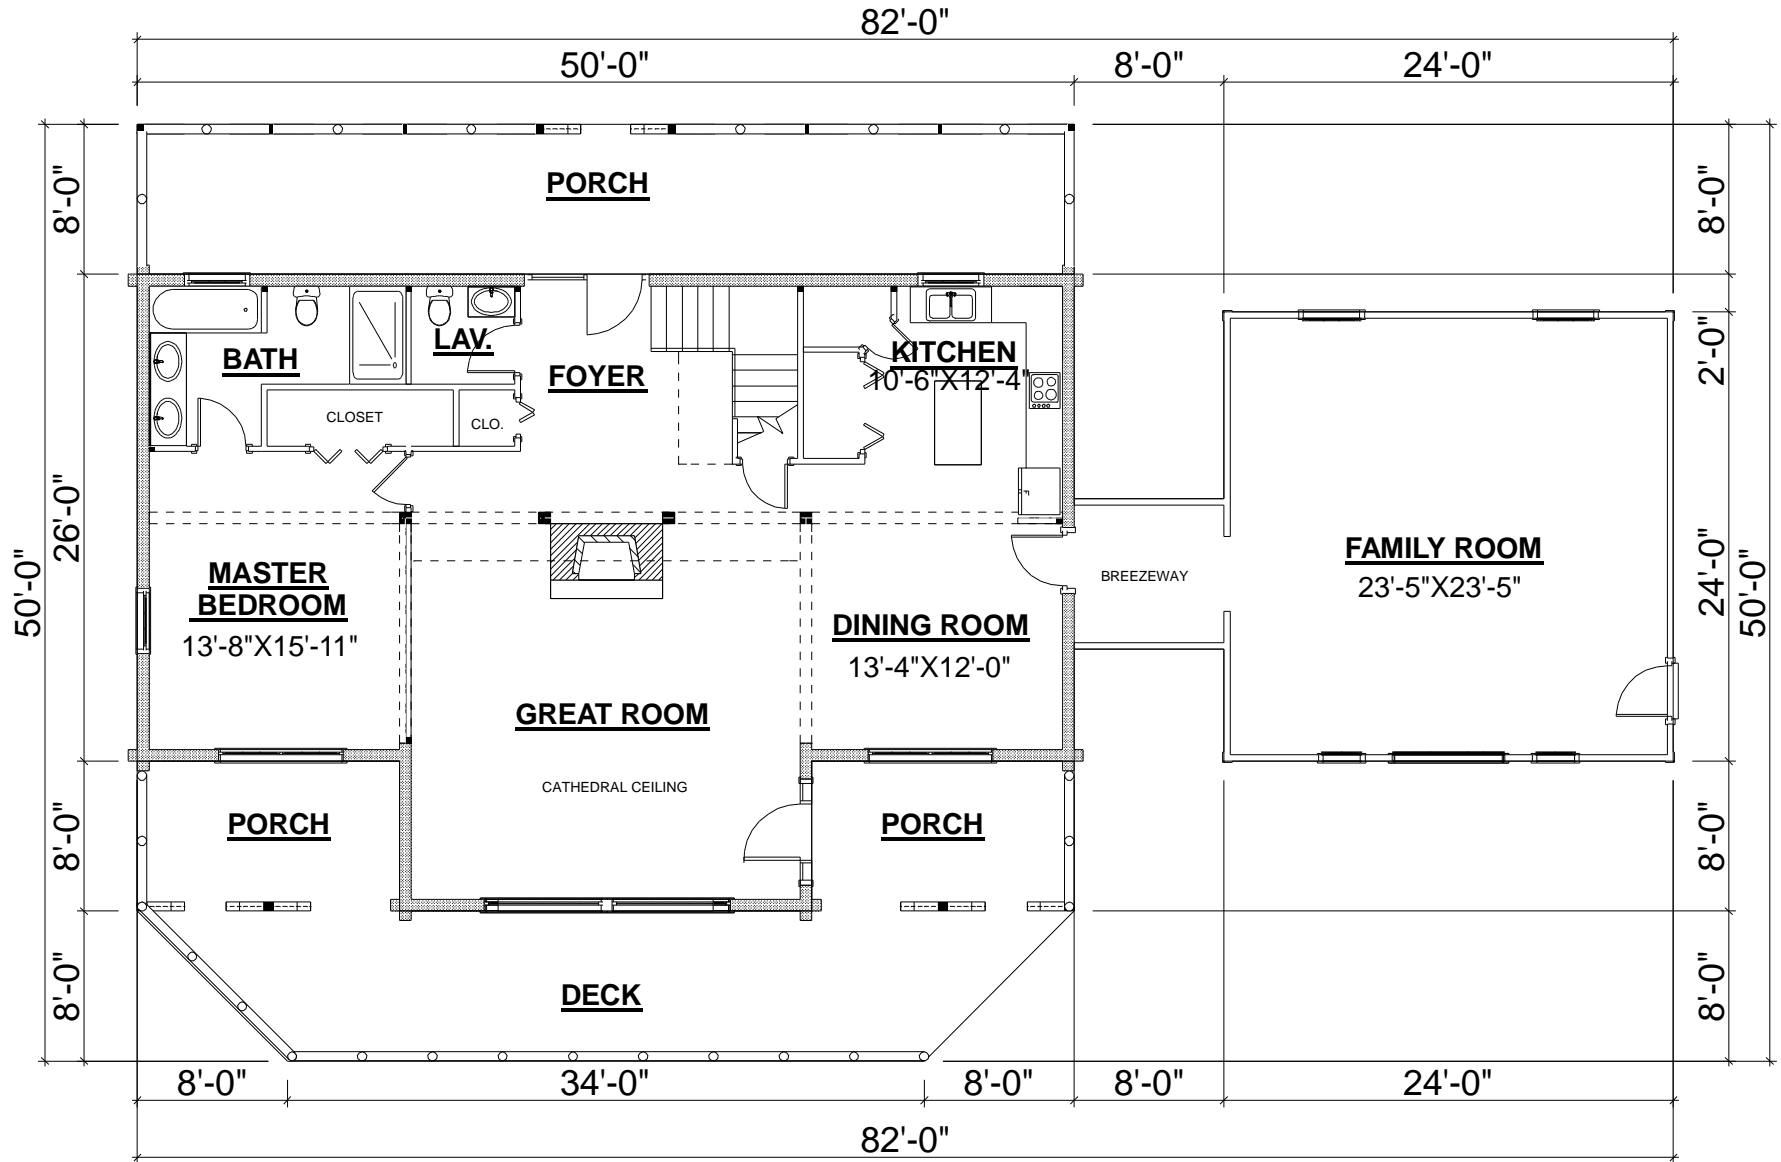 82'-0"
50'-0"
8'-0"
24'-0"
8'-0"
26'-0"
8'-0"
8'-0"
50'-0"
PORCH
BATH
LAV.
FOYER
KITCHEN
10'-6"X12'-4"
CLOSET
CLO.
F
MASTER
BEDROOM
13'-8"X15'-11"
GREAT ROOM
CATHEDRAL CEILING
DINING ROOM
13'-4"X12'-0"
BREEZEWAY
FAMILY ROOM
23'-5"X23'-5"
PORCH
PORCH
DECK
8'-0"
2'-0"
24'-0"
8'-0"
8'-0"
50'-0"
8'-0"
34'-0"
8'-0"
8'-0"
24'-0"
82'-0"